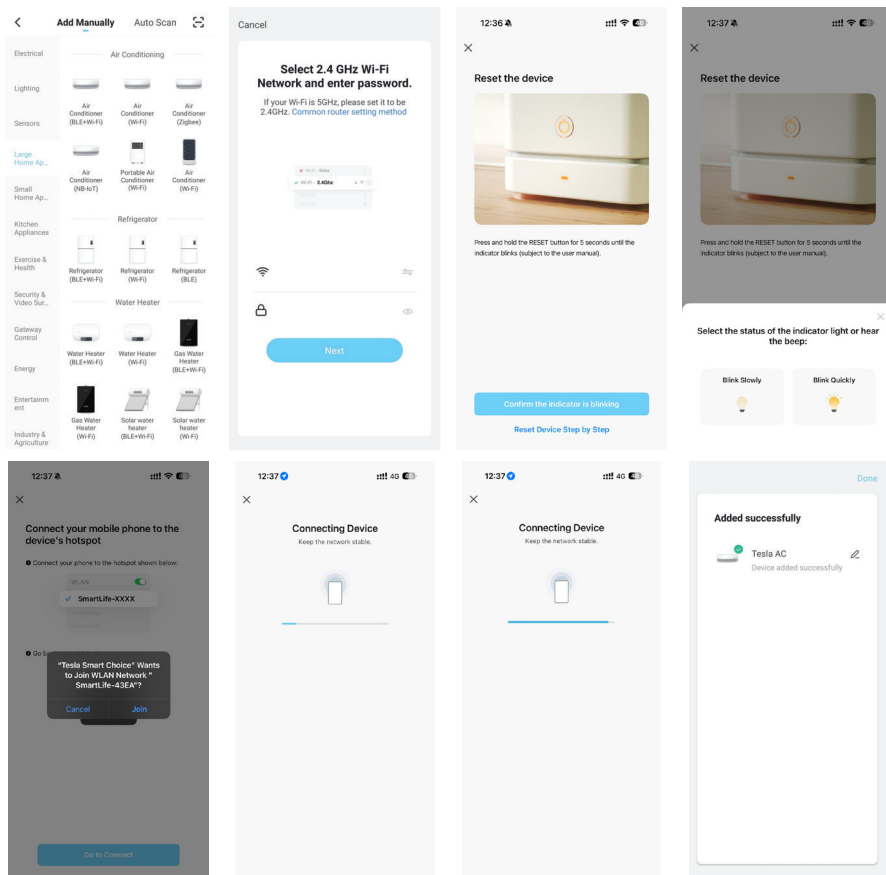 Add Manually
Auto Scan
Electrical
Lighting
Sensors
Large
Home Ap...
Small
Home Ap...
Kitchen
Appliances
Exercise &
Health
Security &
Video Sur...
Gateway
Control
Energy
Entertainm
ent
Industry &
Agriculture
Air Conditioning
Air
Conditioner
(BLE+Wi-Fi)
Air
Conditioner
(Wi-Fi)
Air
Conditioner
(Zigbee)
Air
Conditioner
(NB-IoT)
Portable Air
Conditioner
(Wi-Fi)
Air
Conditioner
(Wi-Fi)
Refrigerator
Refrigerator
(BLE+Wi-Fi)
Refrigerator
(Wi-Fi)
Refrigerator
(BLE)
Water Heater
Water Heater
(BLE+Wi-Fi)
Water Heater
(Wi-Fi)
Gas Water
Heater
(BLE+Wi-Fi)
Gas Water
Heater
(Wi-Fi)
Solar water
heater
(BLE+Wi-Fi)
Solar water
heater
(Wi-Fi)
Cancel
Select 2.4 GHz Wi-Fi
Network and enter password.
If your Wi-Fi is 5GHz, please set it to be
2.4GHz. Common router setting method
Wi-Fi - 5Ghz
Wi-Fi - 2.4Ghz
Next
12:36
Reset the device
Press and hold the RESET button for 5 seconds until the
indicator blinks (subject to the user manual).
Confirm the indicator is blinking
Reset Device Step by Step
12:37
Reset the device
Press and hold the RESET button for 5 seconds until the
indicator blinks (subject to the user manual).
Select the status of the indicator light or hear
the beep:
Blink Slowly
Blink Quickly
12:37
Connect your mobile phone to the
device's hotspot
Connect your phone to the hotspot shown below:
WLAN
SmartLife-XXXX
Go b
"Tesla Smart Choice" Wants
to Join WLAN Network "
SmartLife-43EA"?
Cancel
Join
Go to Connect
12:37
4G
Connecting Device
Keep the network stable.
12:37
4G
Connecting Device
Keep the network stable.
Done
Added successfully
Tesla AC
Device added successfully